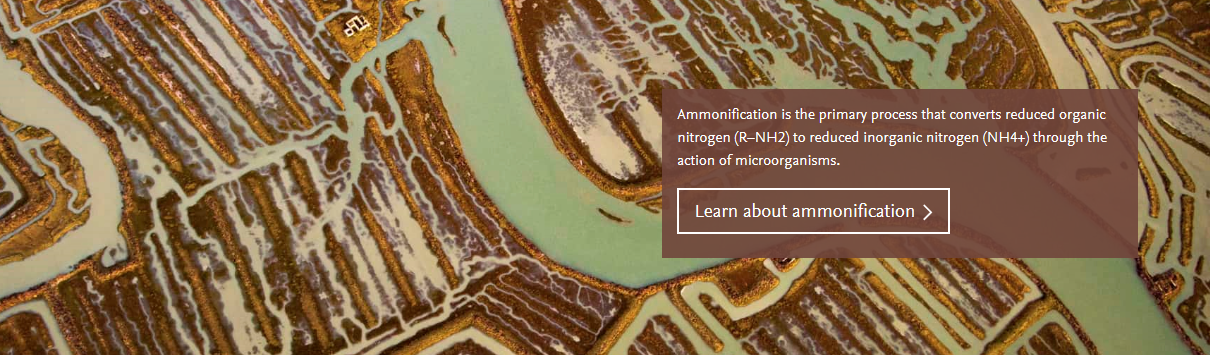 Ammonification is the primary process that converts reduced organic
nitrogen (R–NH2) to reduced inorganic nitrogen (NH4+) through the
action of microorganisms.
Learn about ammonification